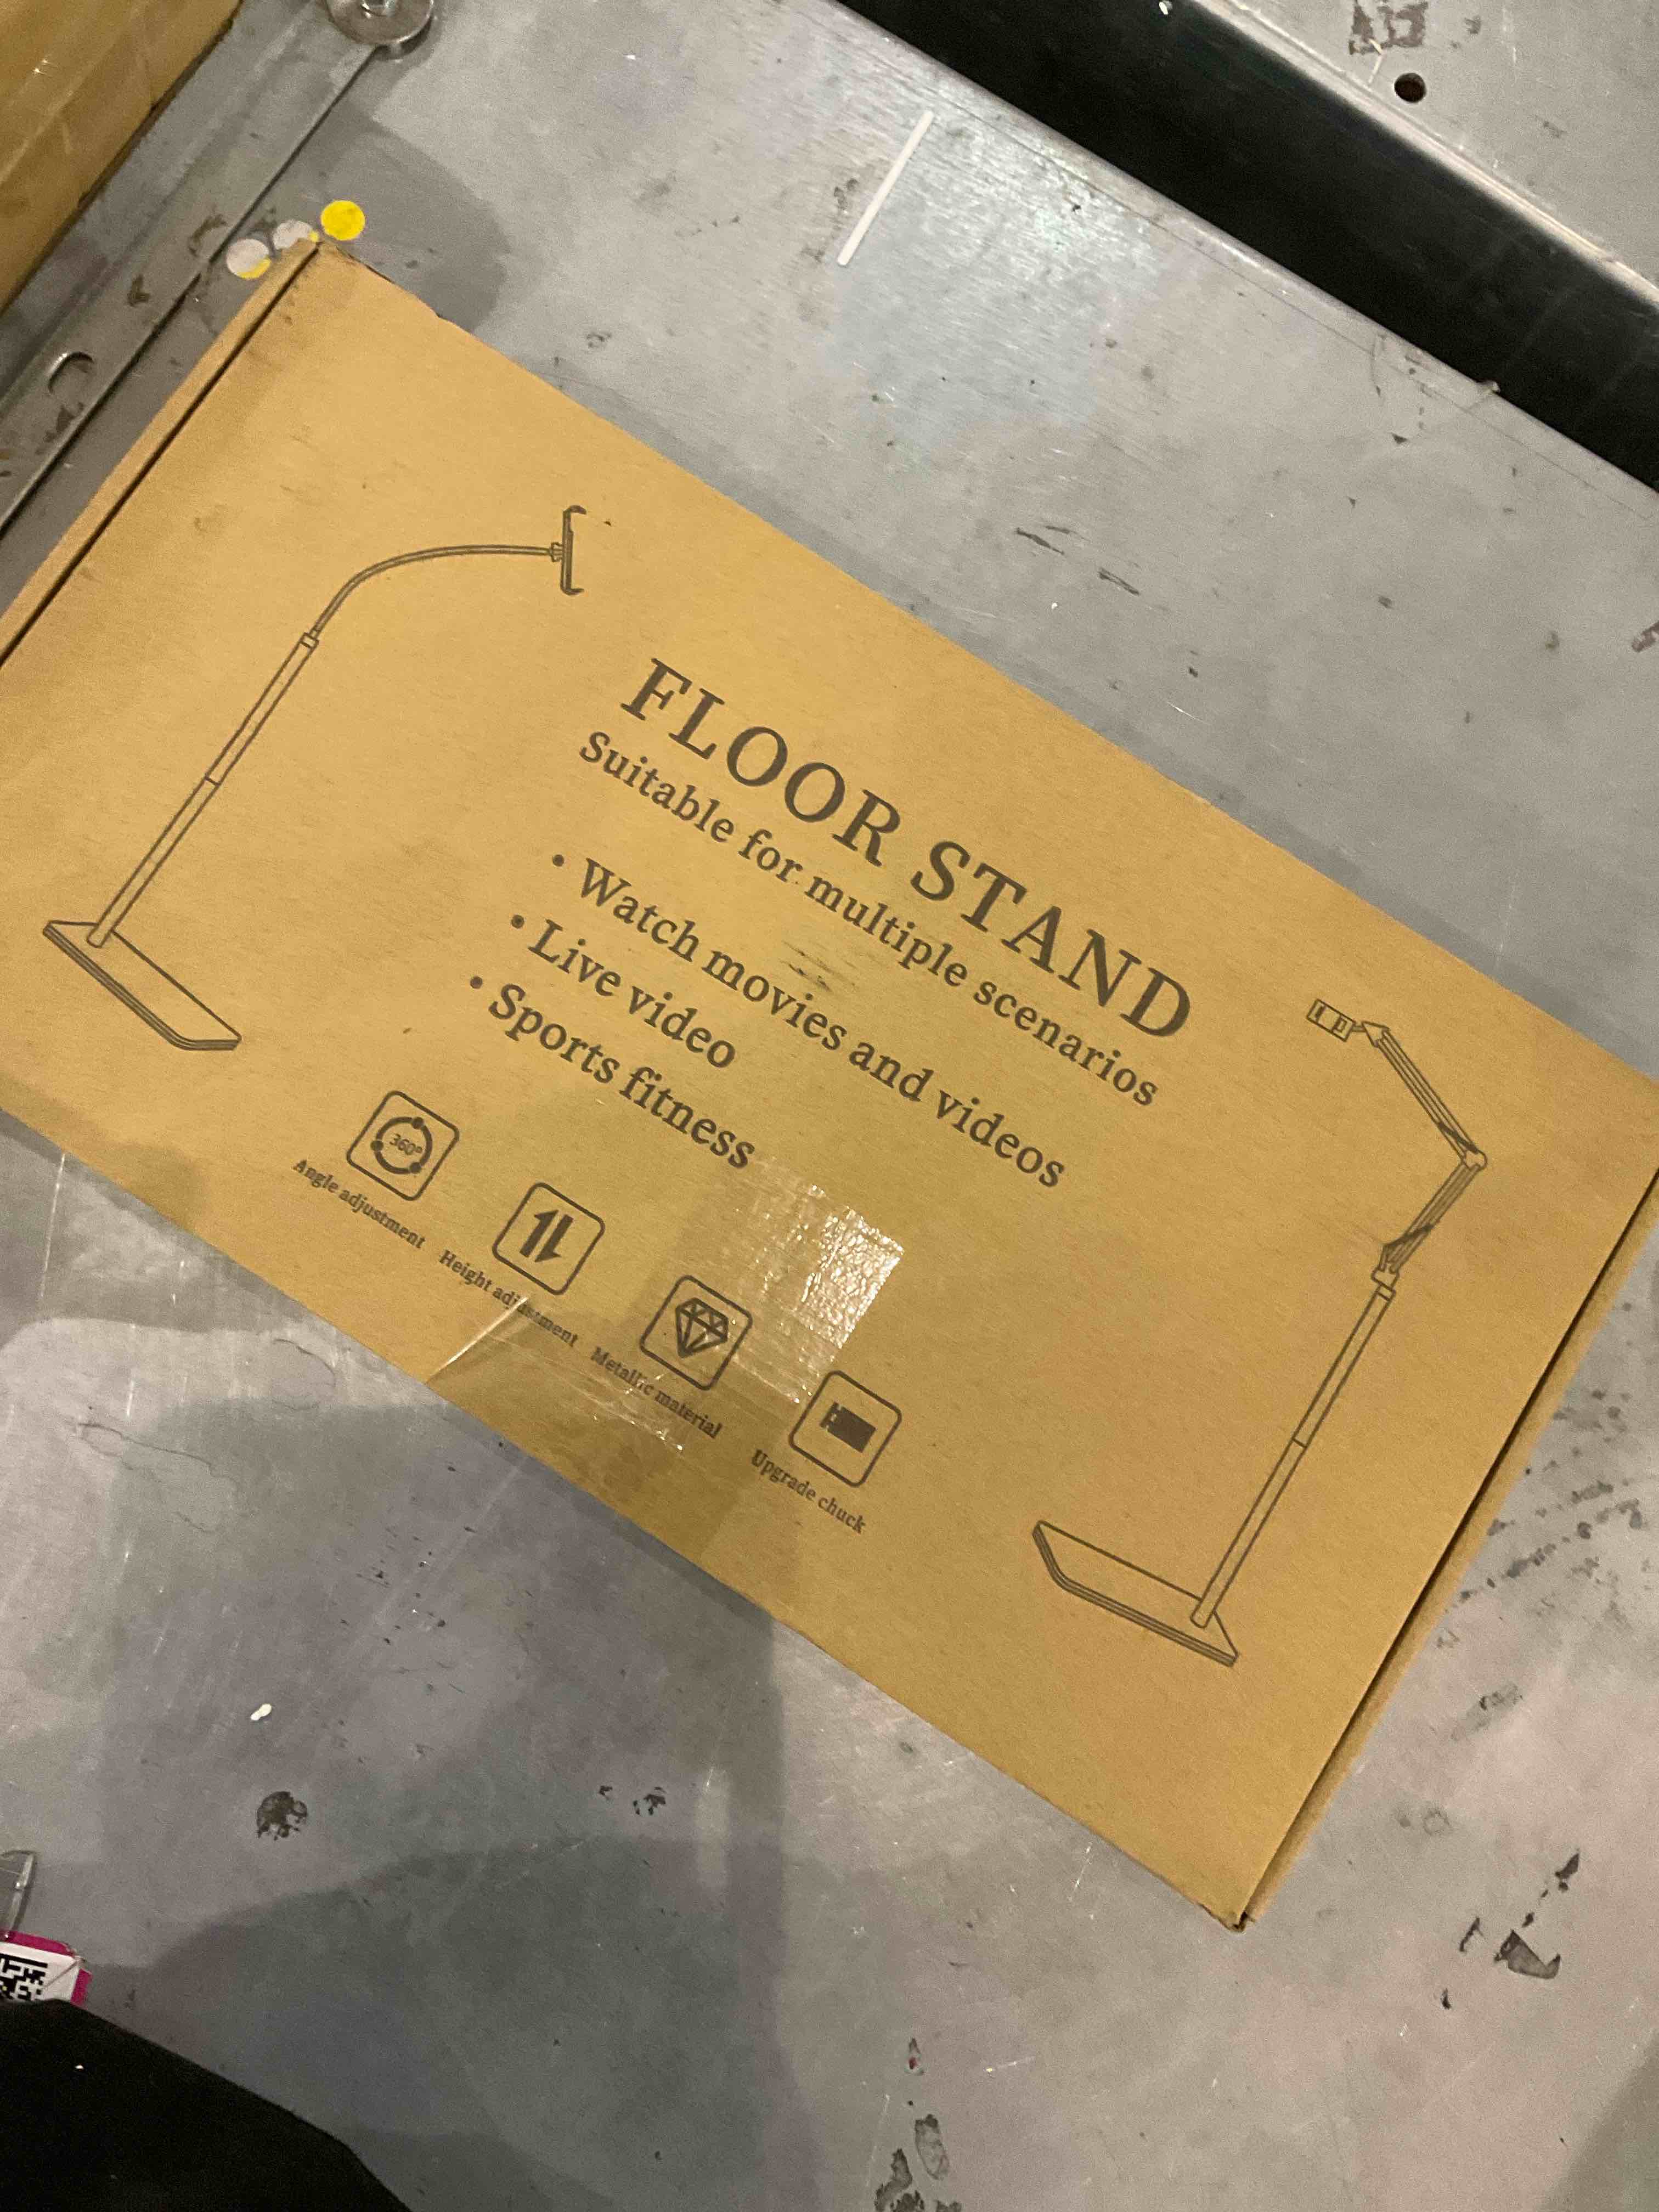 FLOOR STAND
Suitable for multiple scenarios
• Watch movies and videos
• Live video
• Sports fitness
360°
Angle adjustment
Height adjustment
Metallic material
Upgrade chuck